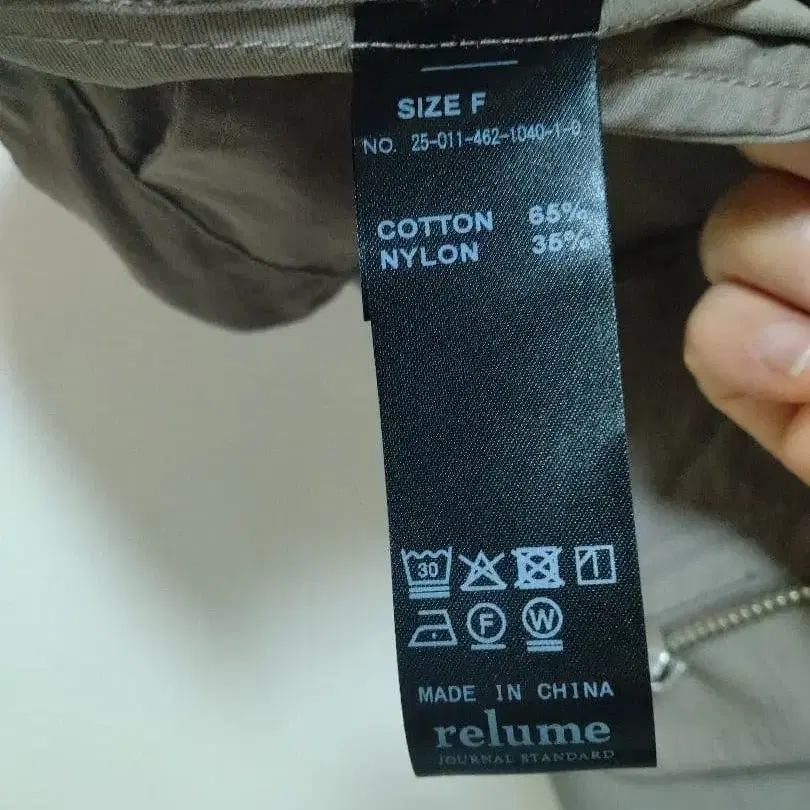 SIZE F
NO. 25-011-462-1040-1-0
COTTON 65%
NYLON 35%
30
F W
MADE IN CHINA
relume
JOURNAL STANDARD